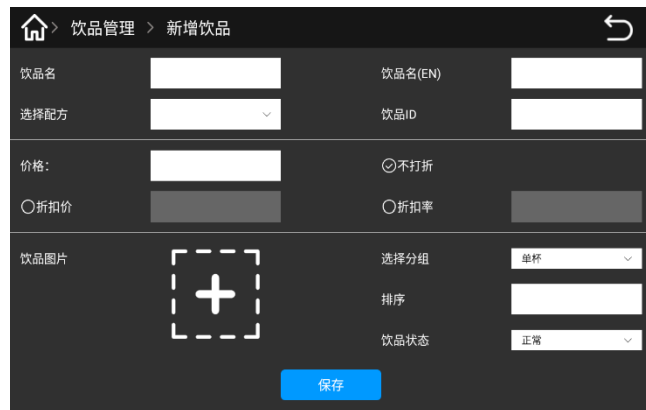 饮品管理 > 新增饮品
饮品名
饮品名(EN)
选择配方
饮品ID
价格:
不打折
折扣价
折扣率
饮品图片
选择分组
单杯
排序
饮品状态
正常
保存